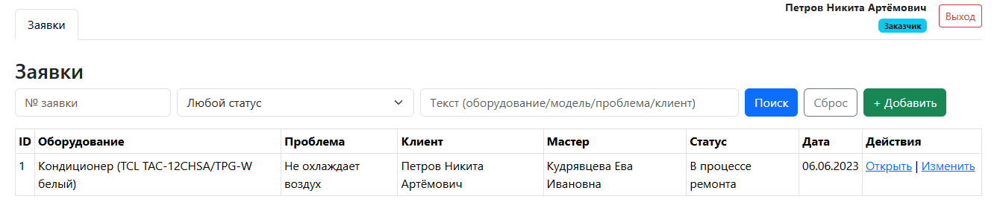 Петров Никита Артёмович
Заявки
Заказчик
Выход
Заявки
№ заявки
Любой статус
Текст (оборудование/модель/проблема/клиент)
Поиск
Сброс
+ Добавить
ID Оборудование Проблема Клиент Мастер Статус Дата Действия
1 Кондиционер (TCL TAC-12CHSA/TPG-W Не охлаждает Петров Никита Кудрявцева Ева В процессе 06.06.2023 Открыть | Изменить
белый) воздух Артёмович Ивановна ремонта